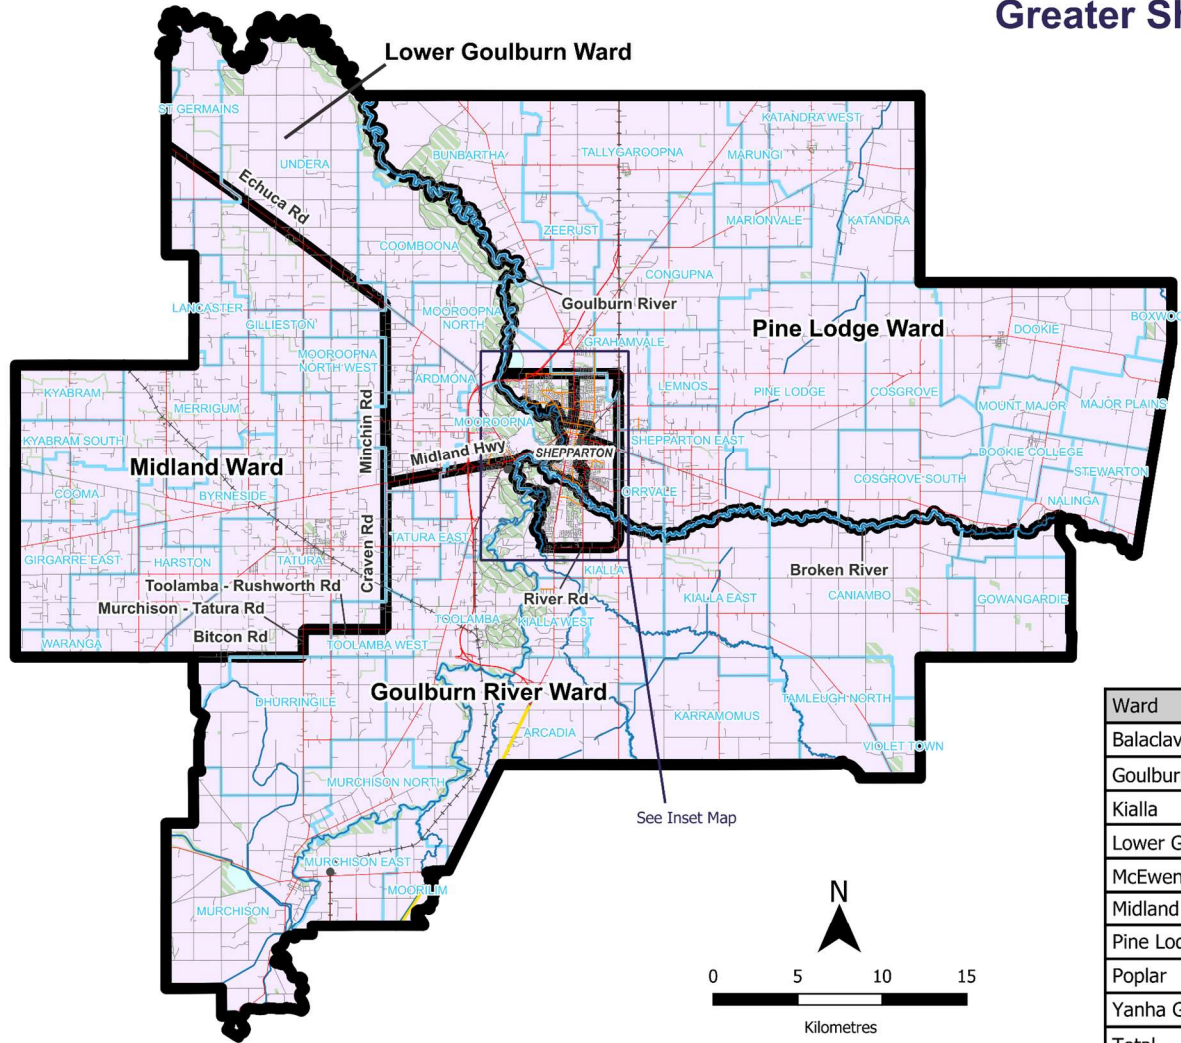 Greater Sh
Lower Goulburn Ward
ST GERMAINS
KATANDRA WEST
UNDERA
BUNBARTHA
TALLYGAROOPNA
MARUNGI
Echuca Rd
COOMBOONA
ZEERUST
MARIONVALE
KATANDRA
CONGUPNA
LANCASTER
GILLIESTON
MOOROOPNA
NORTH
Goulburn River
Pine Lodge Ward
DOOKIE
BOXWOO
MOOROOPNA
NORTH WEST
GRAHAMVALE
KYABRAM
MERRIGUM
ARDMONA
LEMNOS
PINE LODGE
COSGROVE
MOUNT MAJOR
MAJOR PLAINS
KYABRAM SOUTH
Minchin Rd
MOOROOPNA
SHEPPARTON EAST
Midland Ward
Midland Hwy
SHEPPARTON
DOOKIE COLLEGE
STEWARTON
COOMA
BYRNESIDE
ORRVALE
COSGROVE SOUTH
NALINGA
GIRGARRE EAST
HARSTON
TATURA
Craven Rd
TATURA EAST
KIALLA
Broken River
Toolamba - Rushworth Rd
River Rd
KIALLA EAST
CANIAMBO
GOWANGARDIE
Murchison - Tatura Rd
Bitcon Rd
WARANGA
TOOLAMBA
KIALLA WEST
TOOLAMBA WEST
Goulburn River Ward
DHURRINGILE
ARCADIA
KARRAMOMUS
TAMLEUGH NORTH
VIOLET TOWN
MURCHISON NORTH
See Inset Map
MURCHISON EAST
MOORILIM
MURCHISON
N
0 5 10 15
Kilometres
Ward
Balaclav
Goulbur
Kialla
Lower G
McEwen
Midland
Pine Lod
Poplar
Yanha G
Total